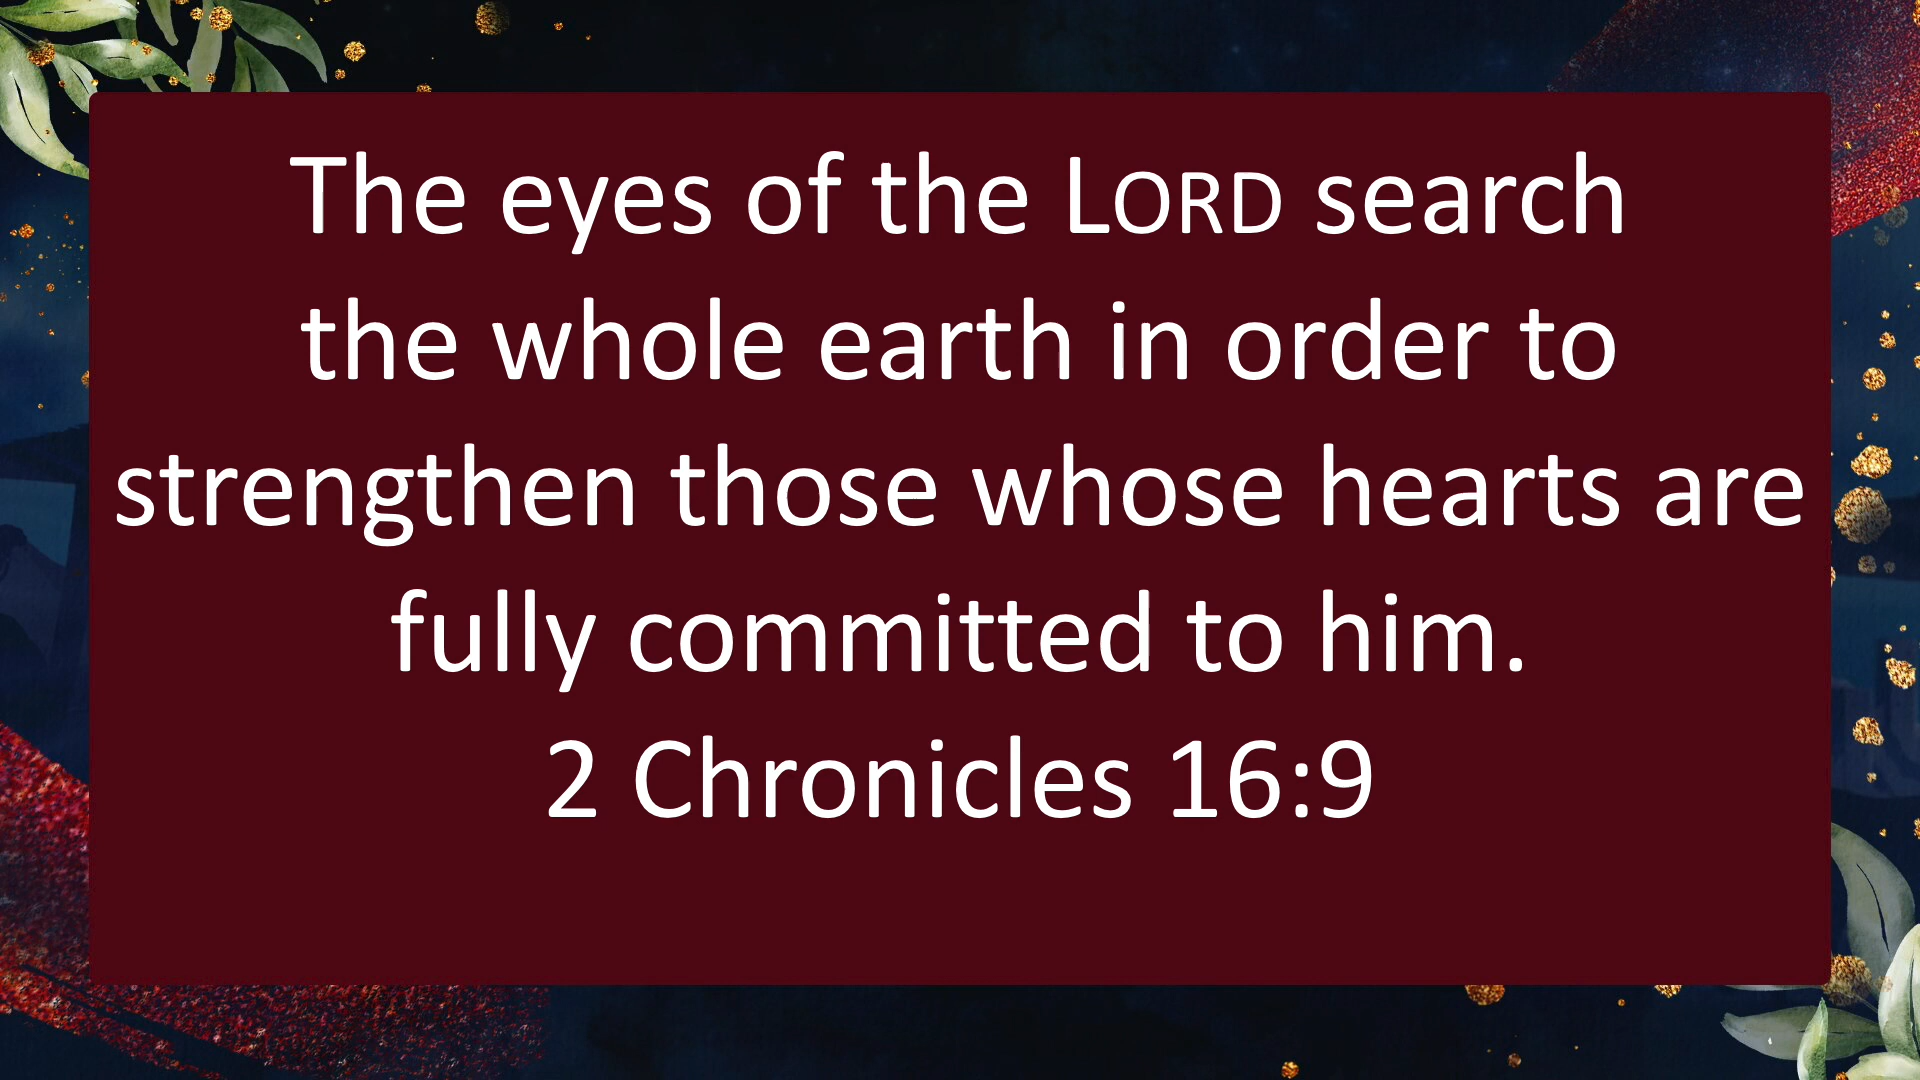 The eyes of the LORD search
the whole earth in order to
strengthen those whose hearts are
fully committed to him.
2 Chronicles 16:9